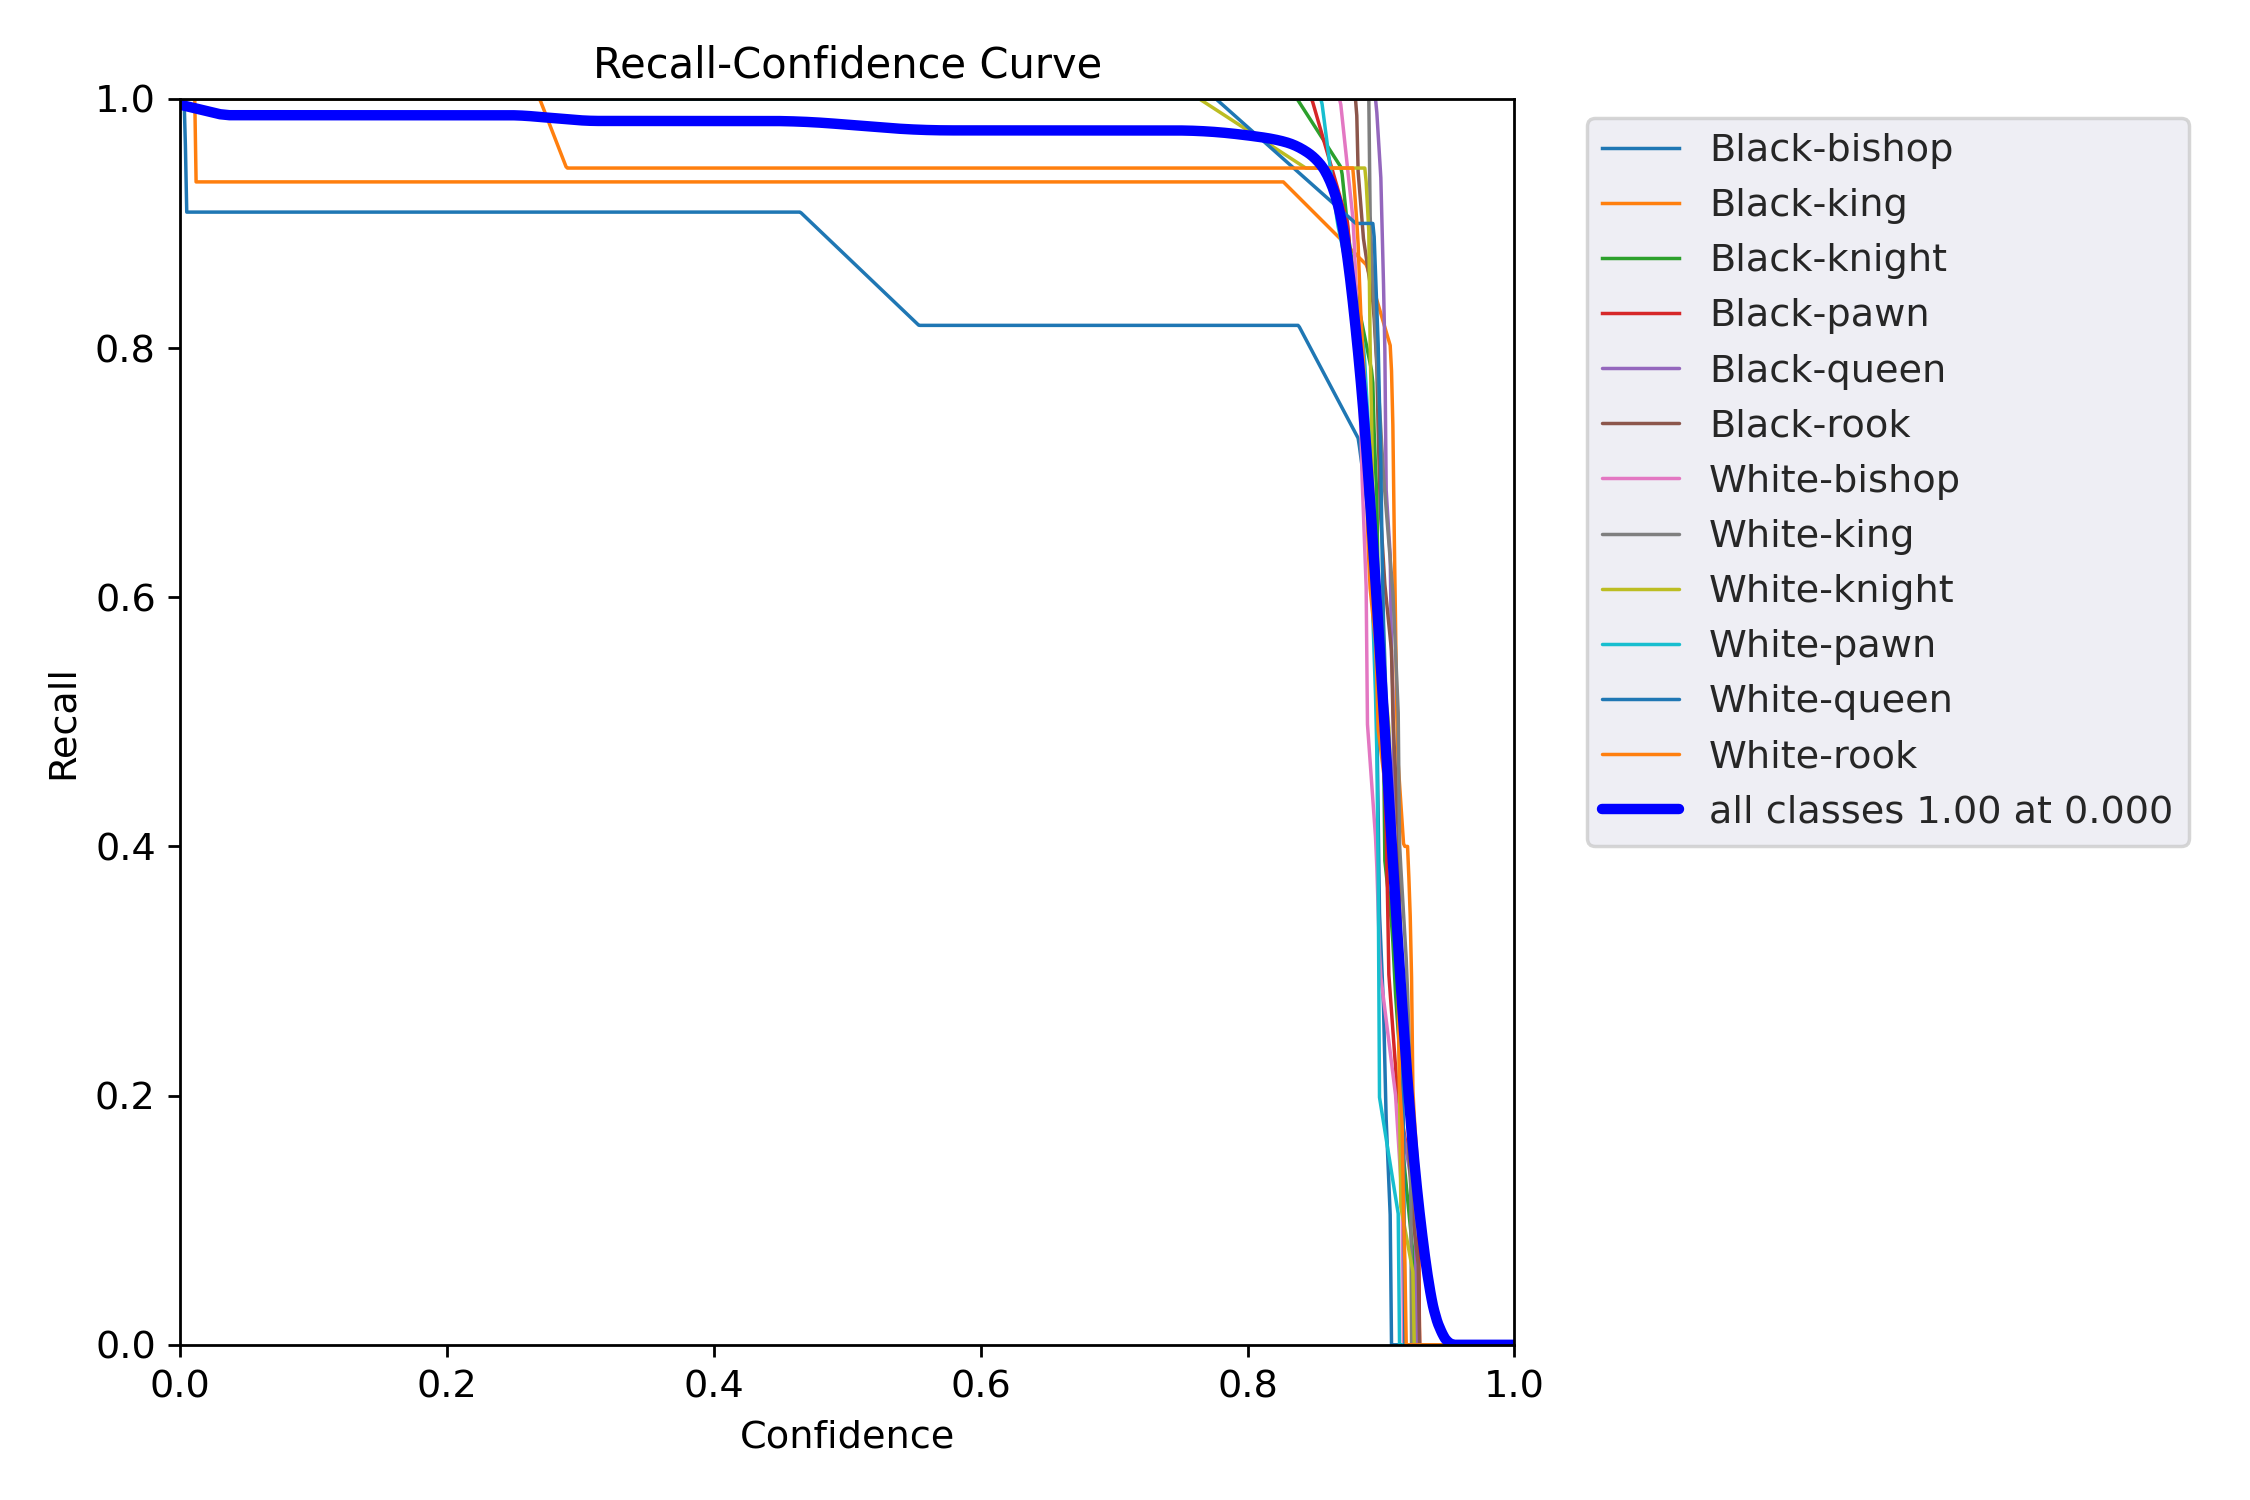 Recall-Confidence Curve
1.0
0.8
0.6
0.4
0.2
0.0
Recall
0.0 0.2 0.4 0.6 0.8 1.0
Confidence
Black-bishop
Black-king
Black-knight
Black-pawn
Black-queen
Black-rook
White-bishop
White-king
White-knight
White-pawn
White-queen
White-rook
all classes 1.00 at 0.000